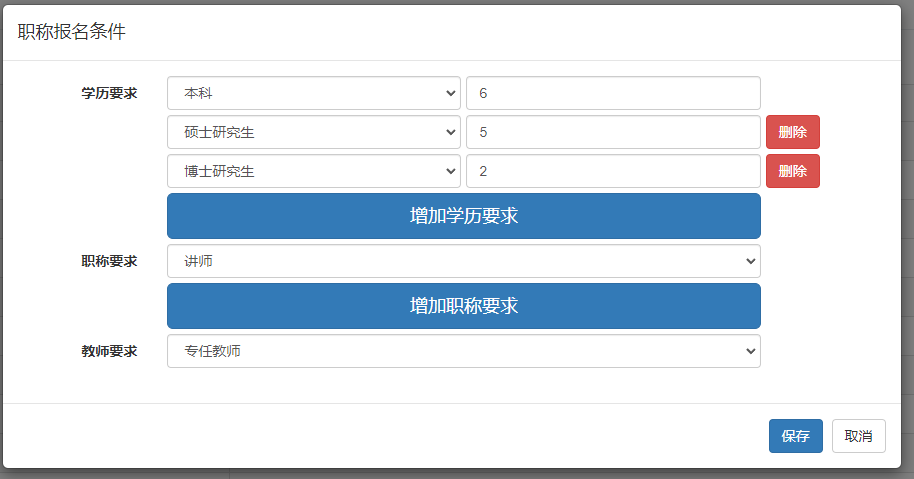 职称报名条件
学历要求 本科 6
硕士研究生 5 删除
博士研究生 2 删除
增加学历要求
职称要求 讲师
增加职称要求
教师要求 专任教师
保存 取消